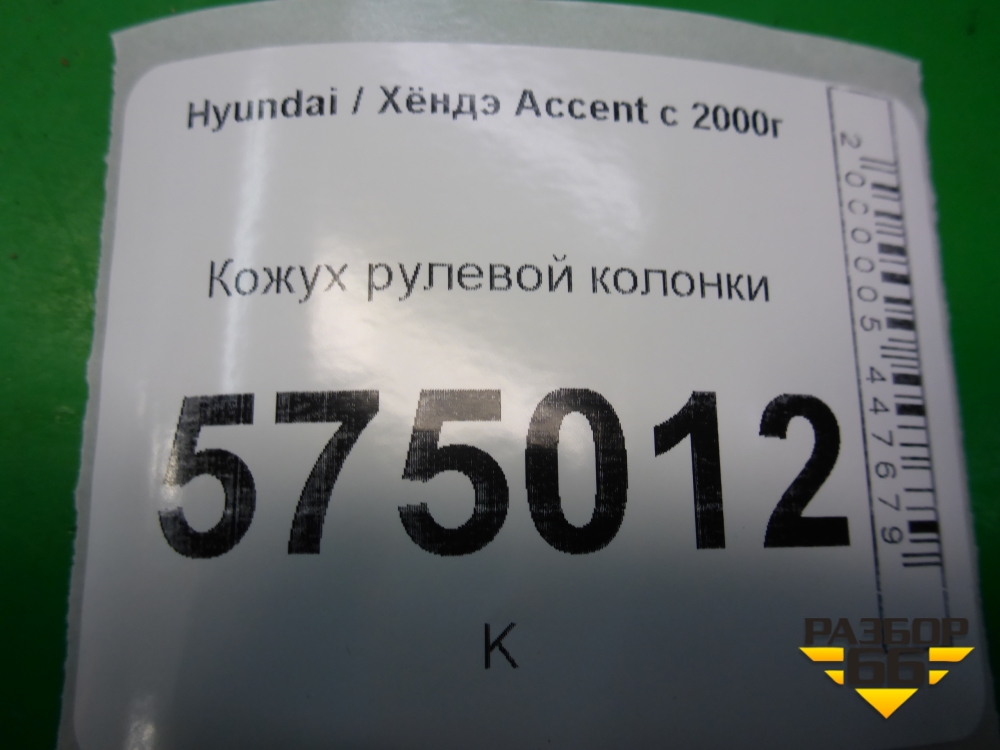 Hyundai / Хёндэ Accent с 2000г
Кожух рулевой колонки
575012
К
2000005447679
РАЗБОР
66